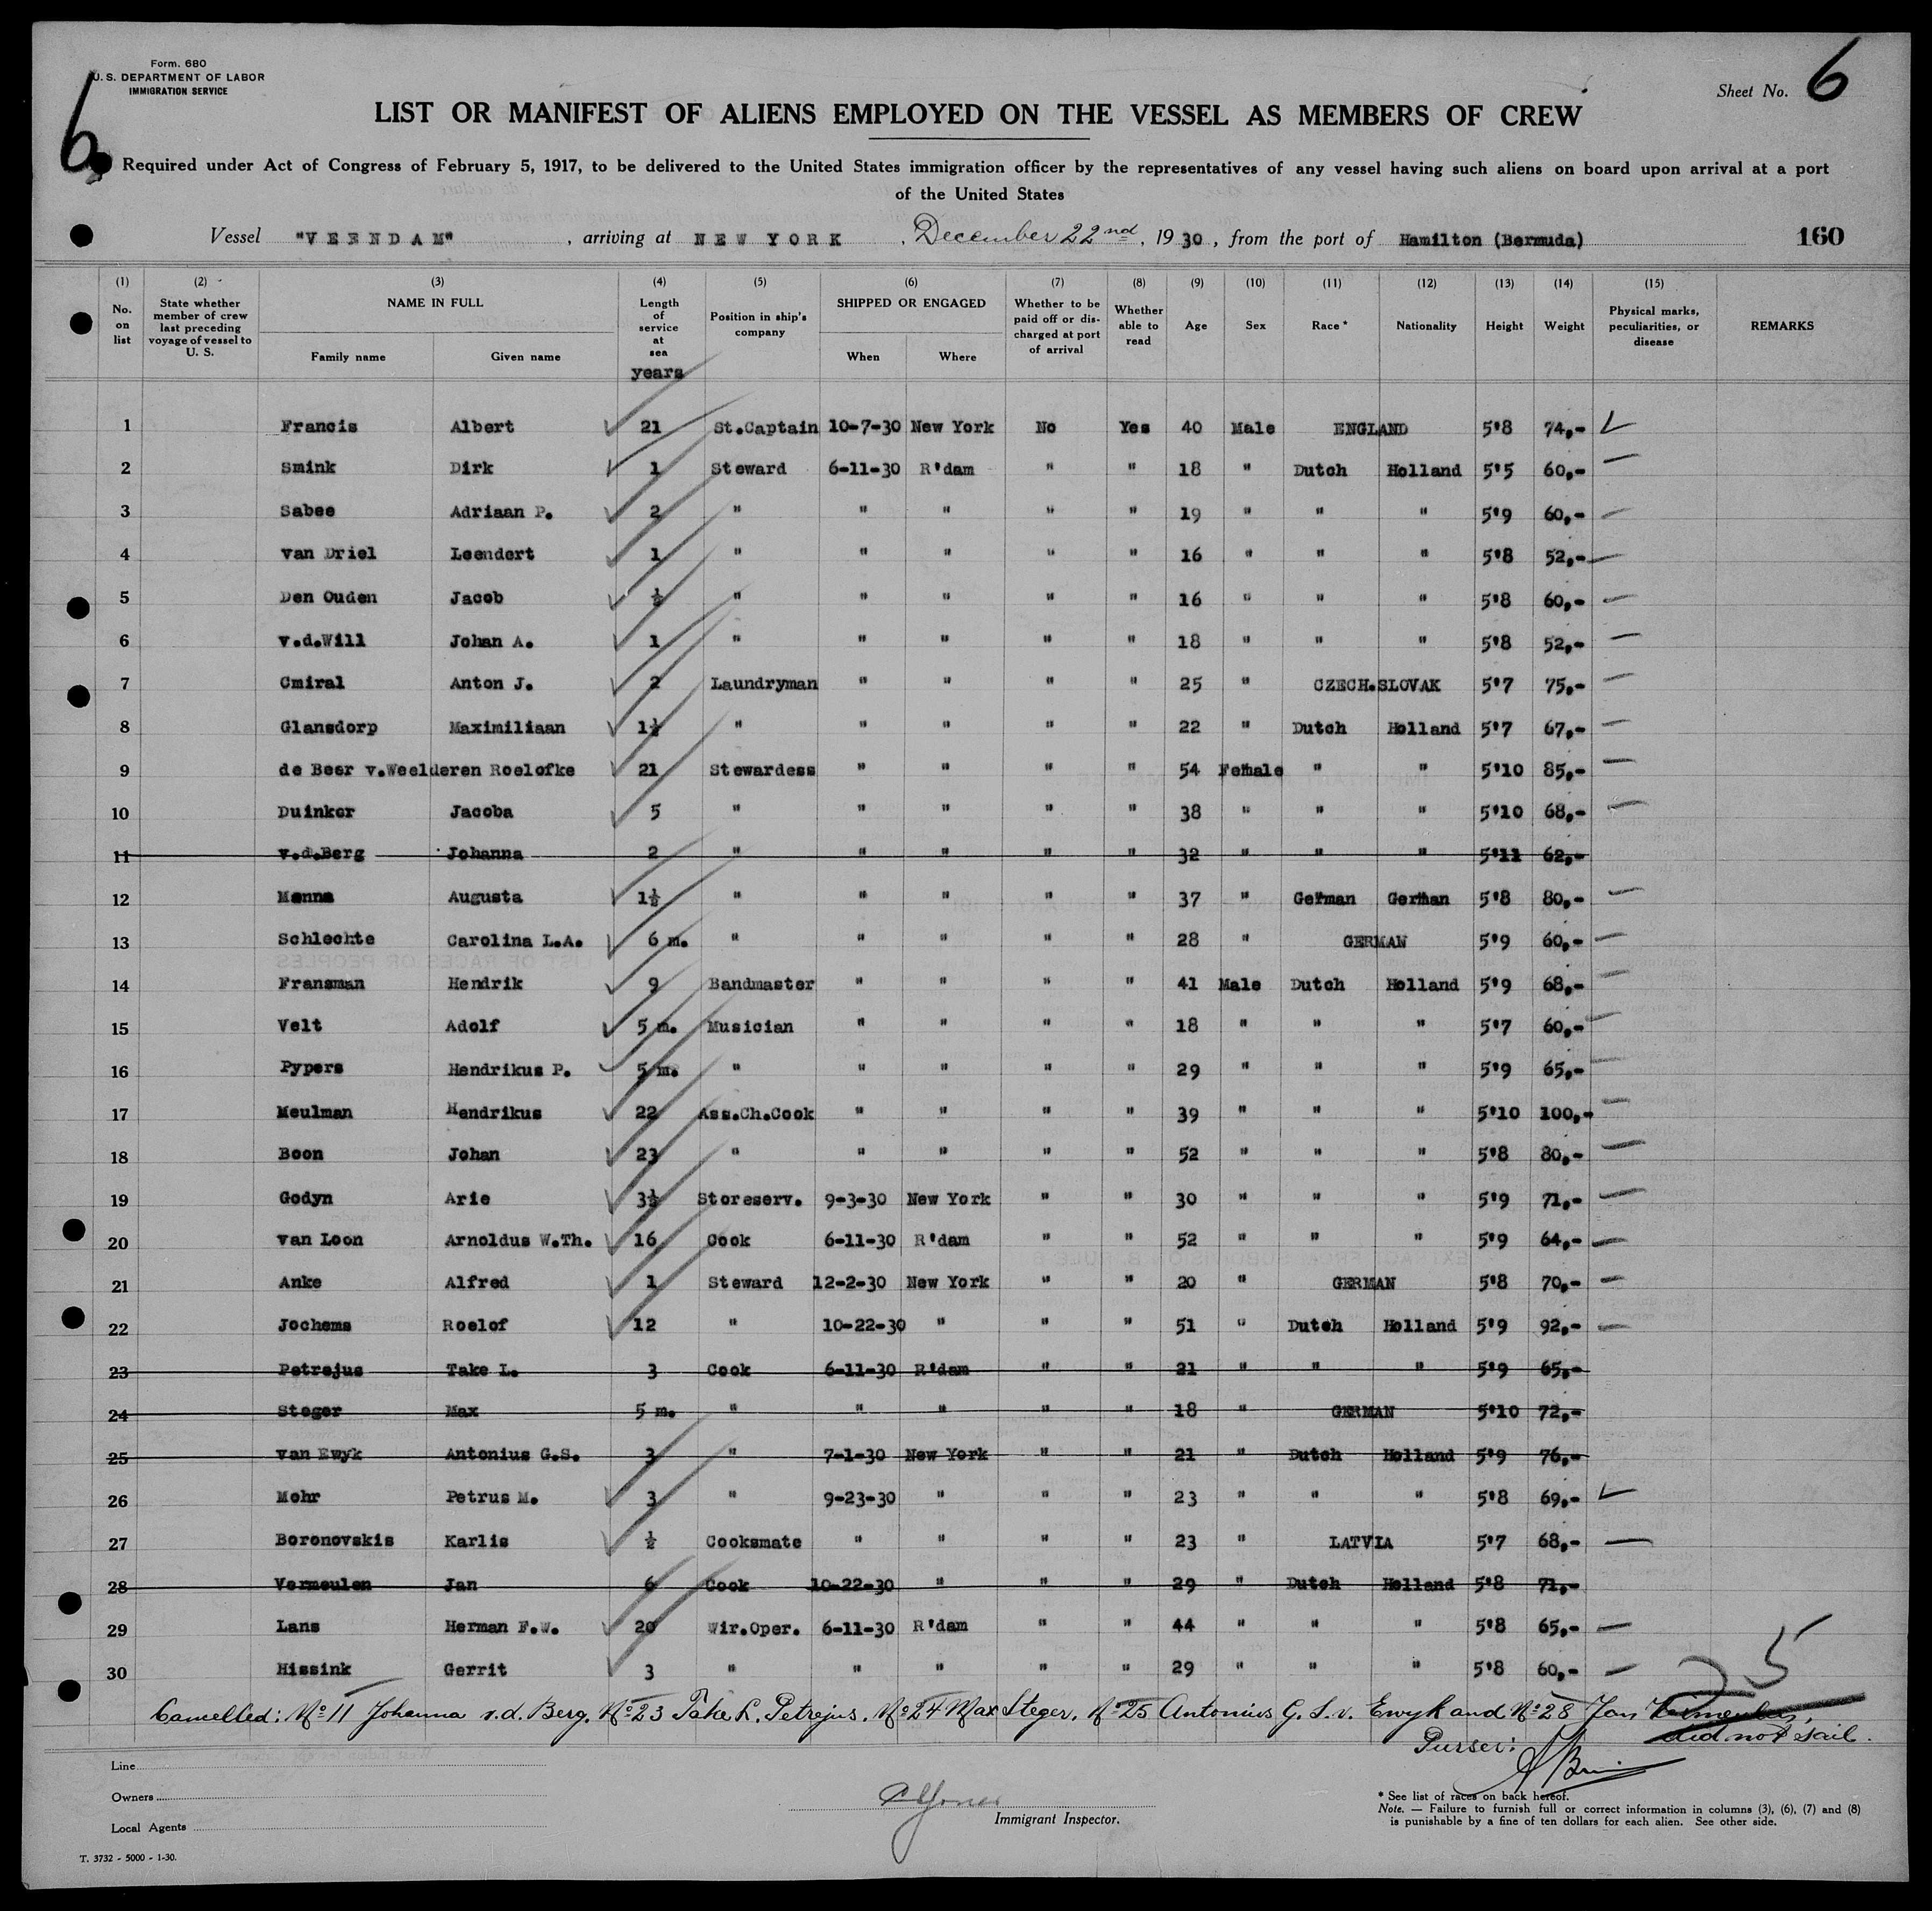 Form. 680
U. S. DEPARTMENT OF LABOR
IMMIGRATION SERVICE
Sheet No. 6
6
LIST OR MANIFEST OF ALIENS EMPLOYED ON THE VESSEL AS MEMBERS OF CREW
Required under Act of Congress of February 5, 1917, to be delivered to the United States immigration officer by the representatives of any vessel having such aliens on board upon arrival at a port
of the United States
Vessel "VEENDAM", arriving at NEW YORK, December 22nd, 1930, from the port of Hamilton (Bermuda) 160
(1) (2) (3) (4) (5) (6) (7) (8) (9) (10) (11) (12) (13) (14) (15)
No. on list State whether member of crew last preceding voyage of vessel to U. S. NAME IN FULL Family name Given name Length of service at sea years Position in ship's company SHIPPED OR ENGAGED When Where Whether to be paid off or discharged at port of arrival Whether able to read Age Sex Race* Nationality Height Weight Physical marks, peculiarities, or disease REMARKS
1 Francis Albert 21 St.Captain 10-7-30 New York No Yes 40 Male ENGLAND 5'8 74,-
2 Smink Dirk 1 Steward 6-11-30 R'dam " " 18 " Dutch Holland 5'5 60,-
3 Sabee Adriaan P. 2 " " " " " 19 " " " 5'9 60,-
4 van Driel Leendert 1 " " " " " 16 " " " 5'8 52,-
5 Den Ouden Jacob ½ " " " " " 16 " " " 5'8 60,-
6 v.d.Will Johan A. 1 " " " " " 18 " " " 5'8 52,-
7 Cmiral Anton J. 2 Laundryman " " " " 25 " CZECH.SLOVAK 5'7 75,-
8 Glansdorp Maximiliaan 1½ " " " " " 22 " Dutch Holland 5'7 67,-
9 de Beer v.Weelderen Roelofke 21 Stewardess " " " " 54 Female " " 5'10 85,-
10 Duinker Jacoba 5 " " " " " 38 " " " 5'10 68,-
11 v.d.Berg Johanna 2 " " " " " 32 " " " 5'11 62,-
12 Menna Augusta 1½ " " " " " 37 " German German 5'8 80,-
13 Schlechte Carolina L.A. 6 m. " " " " " 28 " GERMAN 5'9 60,-
14 Fransman Hendrik 9 Bandmaster " " " " 41 Male Dutch Holland 5'9 68,-
15 Velt Adolf 5 m. Musician " " " " 18 " " " 5'7 60,-
16 Pypers Hendrikus P. 5 m. " " " " " 29 " " " 5'9 65,-
17 Meulman Hendrikus 22 Ass.Ch.Cook " " " " 39 " " " 5'10 100,-
18 Boon Johan 23 " " " " " 52 " " " 5'8 80,-
19 Godyn Arie 3½ Storeserv. 9-3-30 New York " " 30 " " " 5'9 71,-
20 van Loon Arnoldus W.Th. 16 Cook 6-11-30 R'dam " " 52 " " " 5'9 64,-
21 Anke Alfred 1 Steward 12-2-30 New York " " 20 " GERMAN 5'8 70,-
22 Jochems Roelof 12 " 10-22-30 " " " 51 " Dutch Holland 5'9 92,-
23 Petrejus Take L. 3 Cook 6-11-30 R'dam " " 21 " " " 5'9 65,-
24 Steger Max 5 m. " " " " " 18 " GERMAN 5'10 72,-
25 van Ewyk Antonius G.S. 3 " 7-1-30 New York " " 21 " Dutch Holland 5'9 76,-
26 Mohr Petrus M. 3 " 9-23-30 " " " 23 " " " 5'8 69,-
27 Boronovskis Karlis ½ Cooksmate " " " " 23 " LATVIA 5'7 68,-
28 Vermeulen Jan 6 Cook 10-22-30 " " " 29 " Dutch Holland 5'8 71,-
29 Lans Herman F.W. 20 Wir.Oper. 6-11-30 R'dam " " 44 " " " 5'8 65,-
30 Hissink Gerrit 3 " " " " " 29 " " " 5'8 60,-
25
Cancelled: No 11 Johanna v.d. Berg, No 23 Take L. Petrejus, No 24 Max Steger, No 25 Antonius G. S. v. Ewyk and No 28 Jan Vermeulen,
did not sail.
Purser:
Line
Owners
Local Agents
Immigrant Inspector.
* See list of races on back hereof.
Note. — Failure to furnish full or correct information in columns (3), (6), (7) and (8)
is punishable by a fine of ten dollars for each alien. See other side.
T. 3732 - 5000 - 1-30.